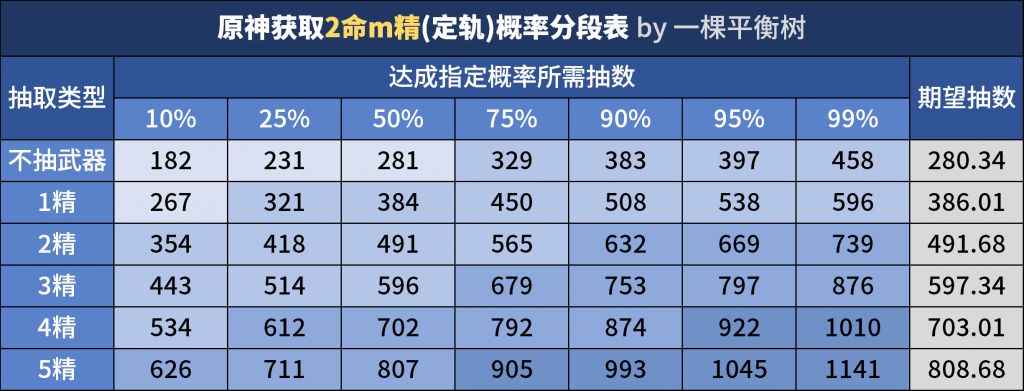 原神获取2命m精(定轨)概率分段表 by 一棵平衡树
抽取类型 达成指定概率所需抽数 期望抽数
10% 25% 50% 75% 90% 95% 99%
不抽武器 182 231 281 329 383 397 458 280.34
1精 267 321 384 450 508 538 596 386.01
2精 354 418 491 565 632 669 739 491.68
3精 443 514 596 679 753 797 876 597.34
4精 534 612 702 792 874 922 1010 703.01
5精 626 711 807 905 993 1045 1141 808.68